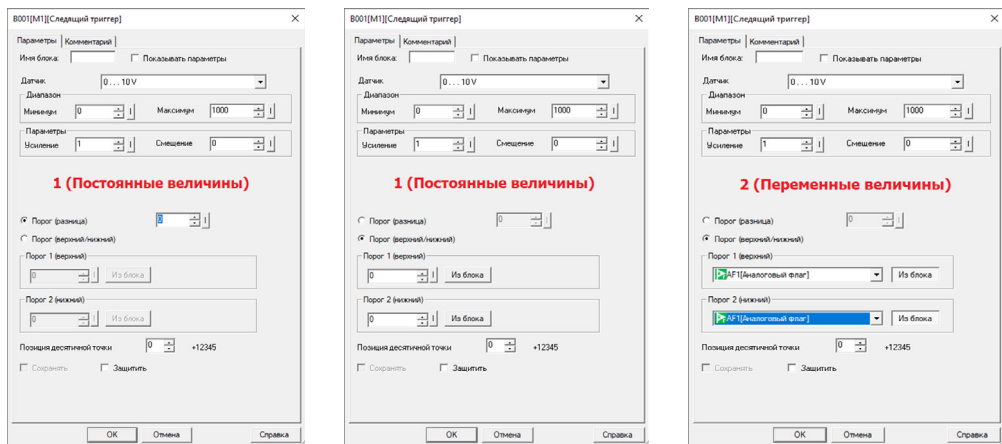 B001[M1][Следящий триггер]
Параметры Комментарий
Имя блока: Показывать параметры
Датчик 0...10V
Диапазон
Минимум 0 Максимум 1000
Параметры
Усиление 1 Смещение 0
1 (Постоянные величины)
Порог (разница) 0
Порог (верхний/нижний)
Порог 1 (верхний)
0 Из блока
Порог 2 (нижний)
0 Из блока
Позиция десятичной точки 0 +12345
Сохранять Защитить
OK Отмена Справка
B001[M1][Следящий триггер]
Параметры Комментарий
Имя блока: Показывать параметры
Датчик 0...10V
Диапазон
Минимум 0 Максимум 1000
Параметры
Усиление 1 Смещение 0
1 (Постоянные величины)
Порог (разница) 0
Порог (верхний/нижний)
Порог 1 (верхний)
0 Из блока
Порог 2 (нижний)
0 Из блока
Позиция десятичной точки 0 +12345
Сохранять Защитить
OK Отмена Справка
B001[M1][Следящий триггер]
Параметры Комментарий
Имя блока: Показывать параметры
Датчик 0...10V
Диапазон
Минимум 0 Максимум 1000
Параметры
Усиление 1 Смещение 0
2 (Переменные величины)
Порог (разница) 0
Порог (верхний/нижний)
Порог 1 (верхний)
AF1[Аналоговый флаг] Из блока
Порог 2 (нижний)
AF1[Аналоговый флаг] Из блока
Позиция десятичной точки 0 +12345
Сохранять Защитить
OK Отмена Справка